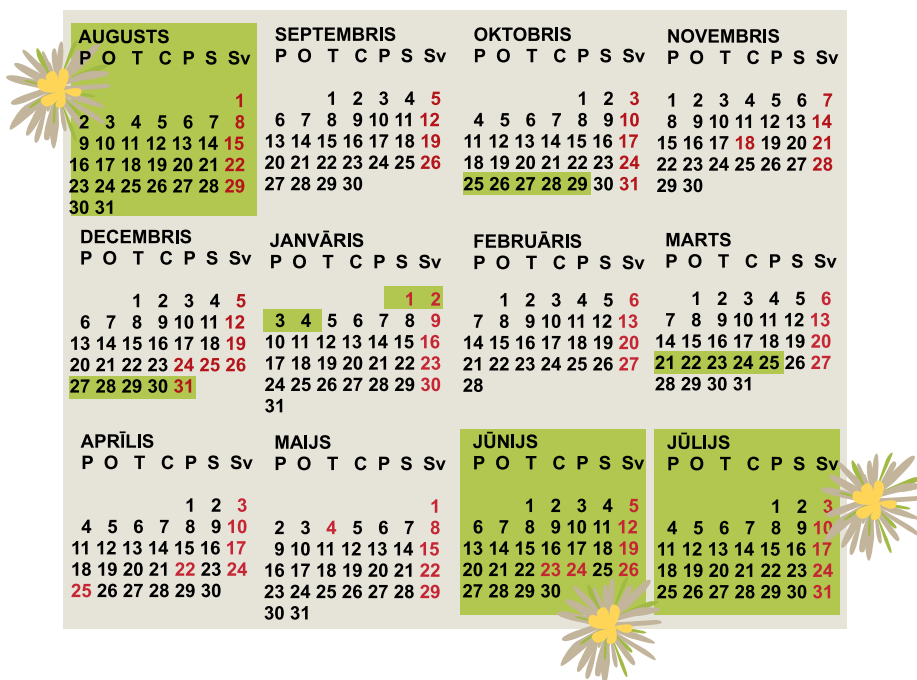 AUGUSTS
P O T C P S Sv
1
2 3 4 5 6 7 8
9 10 11 12 13 14 15
16 17 18 19 20 21 22
23 24 25 26 27 28 29
30 31
SEPTEMBRIS
P O T C P S Sv
1 2 3 4 5
6 7 8 9 10 11 12
13 14 15 16 17 18 19
20 21 22 23 24 25 26
27 28 29 30
OKTOBRIS
P O T C P S Sv
1 2 3
4 5 6 7 8 9 10
11 12 13 14 15 16 17
18 19 20 21 22 23 24
25 26 27 28 29 30 31
NOVEMBRIS
P O T C P S Sv
1 2 3 4 5 6 7
8 9 10 11 12 13 14
15 16 17 18 19 20 21
22 23 24 25 26 27 28
29 30
DECEMBRIS
P O T C P S Sv
1 2 3 4 5
6 7 8 9 10 11 12
13 14 15 16 17 18 19
20 21 22 23 24 25 26
27 28 29 30 31
JANVĀRIS
P O T C P S Sv
1 2
3 4 5 6 7 8 9
10 11 12 13 14 15 16
17 18 19 20 21 22 23
24 25 26 27 28 29 30
31
FEBRUĀRIS
P O T C P S Sv
1 2 3 4 5 6
7 8 9 10 11 12 13
14 15 16 17 18 19 20
21 22 23 24 25 26 27
28
MARTS
P O T C P S Sv
1 2 3 4 5 6
7 8 9 10 11 12 13
14 15 16 17 18 19 20
21 22 23 24 25 26 27
28 29 30 31
APRĪLIS
P O T C P S Sv
1 2 3
4 5 6 7 8 9 10
11 12 13 14 15 16 17
18 19 20 21 22 23 24
25 26 27 28 29 30
MAIJS
P O T C P S Sv
1
2 3 4 5 6 7 8
9 10 11 12 13 14 15
16 17 18 19 20 21 22
23 24 25 26 27 28 29
30 31
JŪNIJS
P O T C P S Sv
1 2 3 4 5
6 7 8 9 10 11 12
13 14 15 16 17 18 19
20 21 22 23 24 25 26
27 28 29 30
JŪLIJS
P O T C P S Sv
1 2 3
4 5 6 7 8 9 10
11 12 13 14 15 16 17
18 19 20 21 22 23 24
25 26 27 28 29 30 31